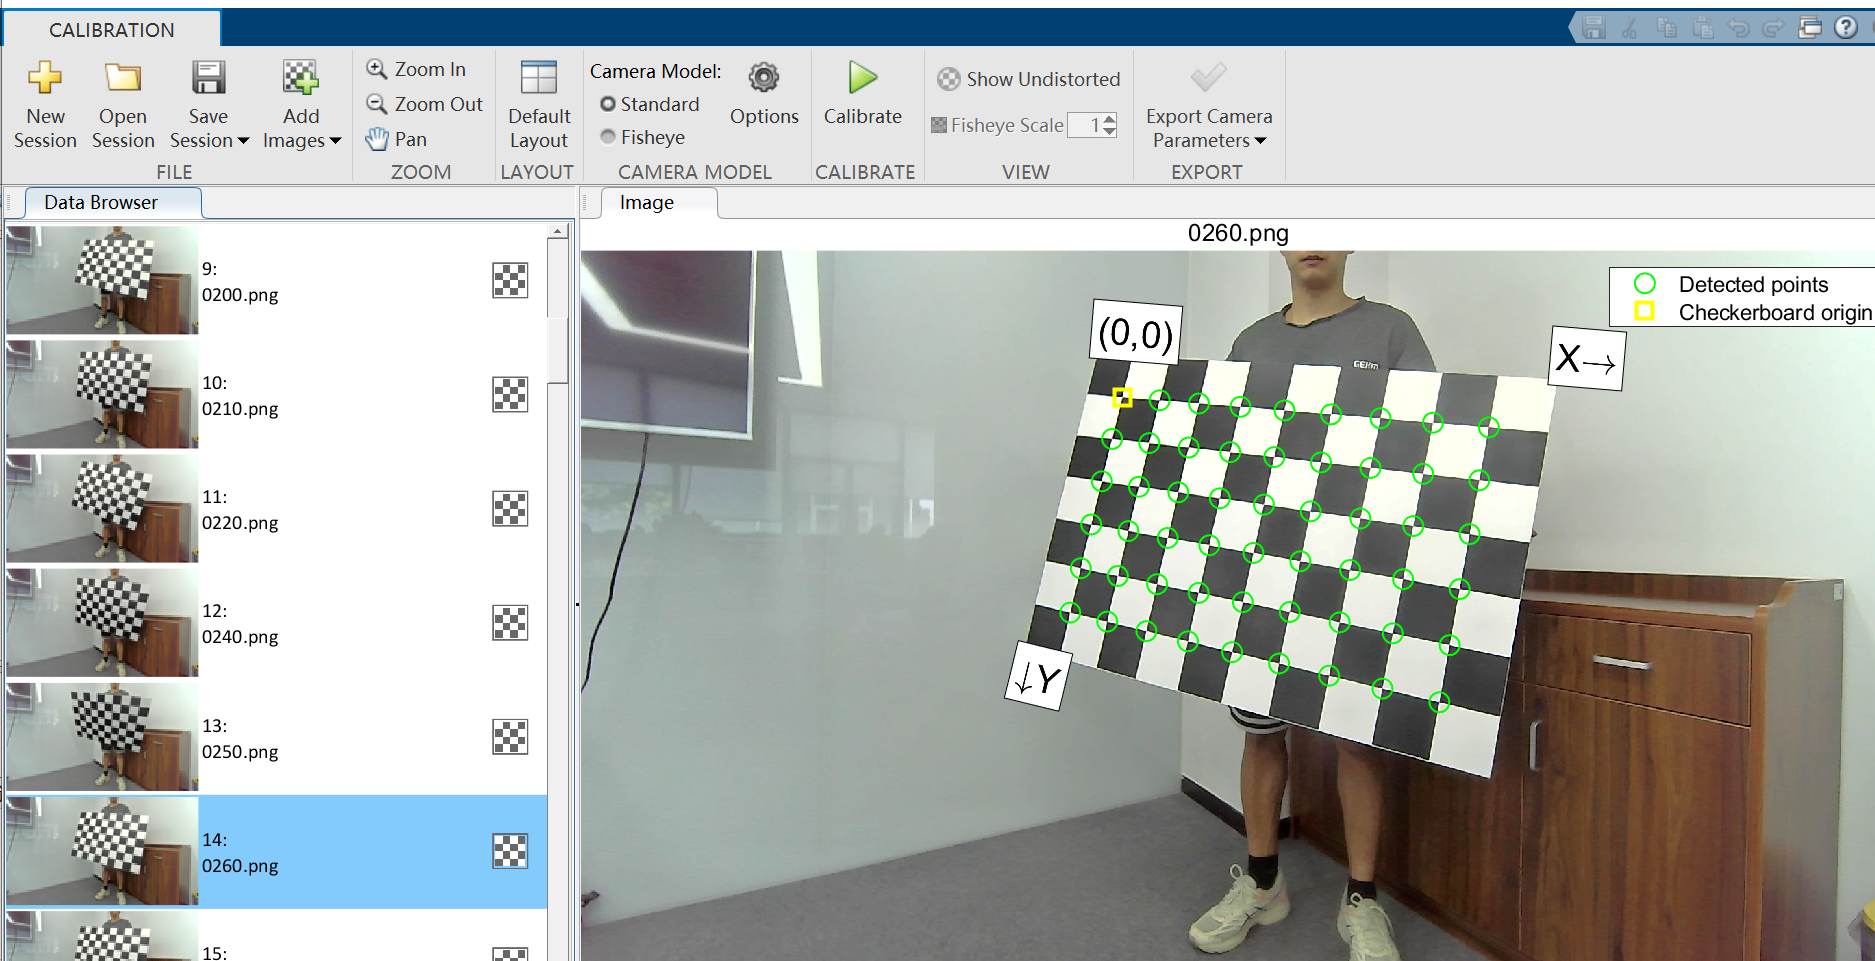 CALIBRATION
New Session
Open Session
Save Session
Add Images
FILE
Zoom In
Zoom Out
Pan
ZOOM
Default Layout
LAYOUT
Camera Model:
Standard
Fisheye
Options
CAMERA MODEL
Calibrate
CALIBRATE
Show Undistorted
Fisheye Scale 1
VIEW
Export Camera Parameters
EXPORT
Data Browser
9:
0200.png
10:
0210.png
11:
0220.png
12:
0240.png
13:
0250.png
14:
0260.png
15:
Image
0260.png
Detected points
Checkerboard origin
(0,0)
X→
↓Y